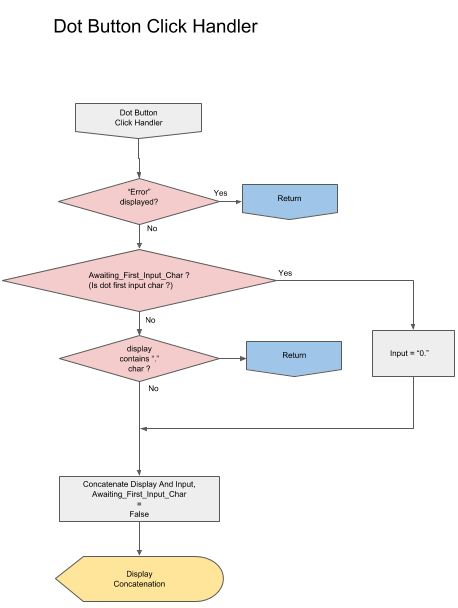 Dot Button Click Handler
Dot Button
Click Handler
“Error”
displayed?
Yes
Return
No
Awaiting_First_Input_Char ?
(Is dot first input char ?)
Yes
No
display
contains “.”
char ?
Return
Input = “0.”
No
Concatenate Display And Input,
Awaiting_First_Input_Char
=
False
Display
Concatenation